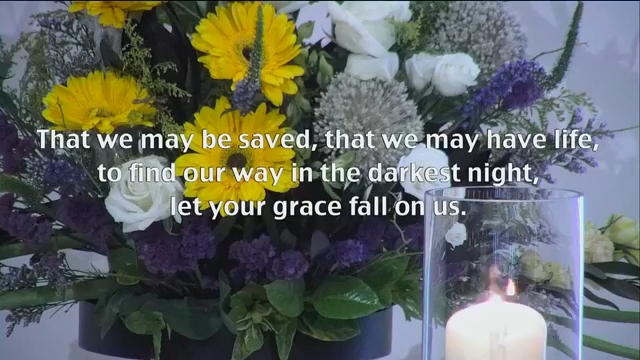 That we may be saved, that we may have life,
to find our way in the darkest night,
let your grace fall on us.